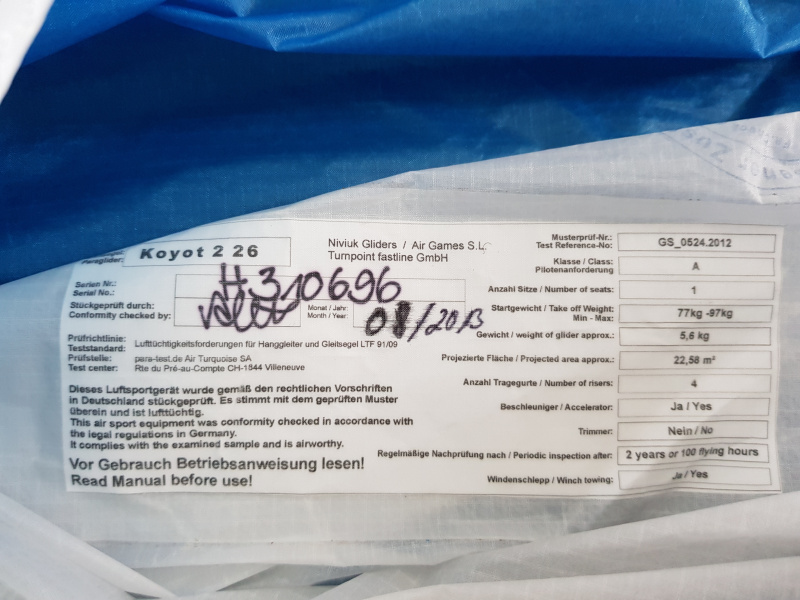 Koyot 2 26
Niviuk Gliders / Air Games S.L.
Turnpoint fastline GmbH
Serien Nr.:
Serial No.:
H310696
Stückgeprüft durch:
Conformity checked by:
Monat / Jahr:
Month / Year:
08/2013
Prüfrichtlinie:
Teststandard:
Lufttüchtigkeitsforderungen für Hanggleiter und Gleitsegel LTF 91/09
Prüfstelle:
Test center:
para-test.de Air Turquoise SA
Rte du Pré-au-Compte CH-1844 Villeneuve
Dieses Luftsportgerät wurde gemäß den rechtlichen Vorschriften
in Deutschland stückgeprüft. Es stimmt mit dem geprüften Muster
überein und ist lufttüchtig.
This air sport equipment was conformity checked in accordance with
the legal regulations in Germany.
It complies with the examined sample and is airworthy.
Vor Gebrauch Betriebsanweisung lesen!
Read Manual before use!
Musterprüf-Nr.:
Test Reference-No:
GS_0524.2012
Klasse / Class:
Pilotenanforderung
A
Anzahl Sitze / Number of seats:
1
Startgewicht / Take off Weight:
Min - Max:
77kg -97kg
Gewicht / weight of glider approx.:
5,6 kg
Projezierte Fläche / Projected area approx.:
22,58 m²
Anzahl Tragegurte / Number of risers:
4
Beschleuniger / Accelerator:
Ja / Yes
Trimmer:
Nein / No
Regelmäßige Nachprüfung nach / Periodic inspection after:
2 years or 100 flying hours
Windenschlepp / Winch towing:
Ja / Yes